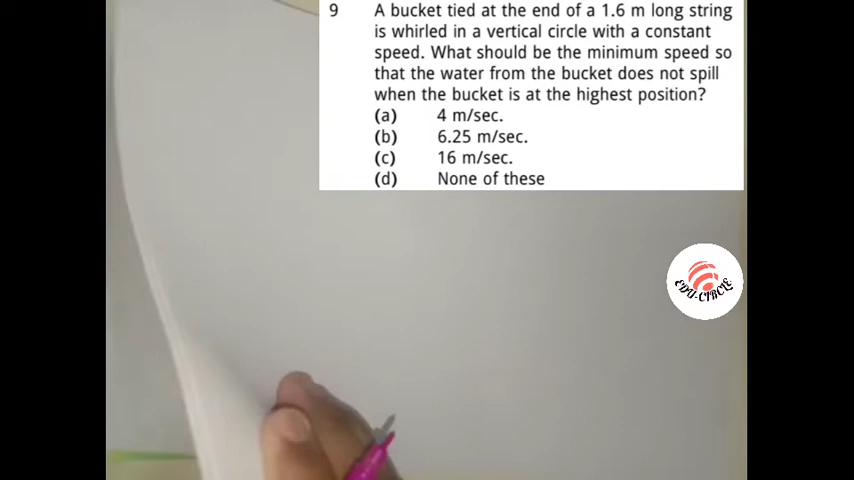 9 A bucket tied at the end of a 1.6 m long string
is whirled in a vertical circle with a constant
speed. What should be the minimum speed so
that the water from the bucket does not spill
when the bucket is at the highest position?
(a) 4 m/sec.
(b) 6.25 m/sec.
(c) 16 m/sec.
(d) None of these
EDU-CIRCLE